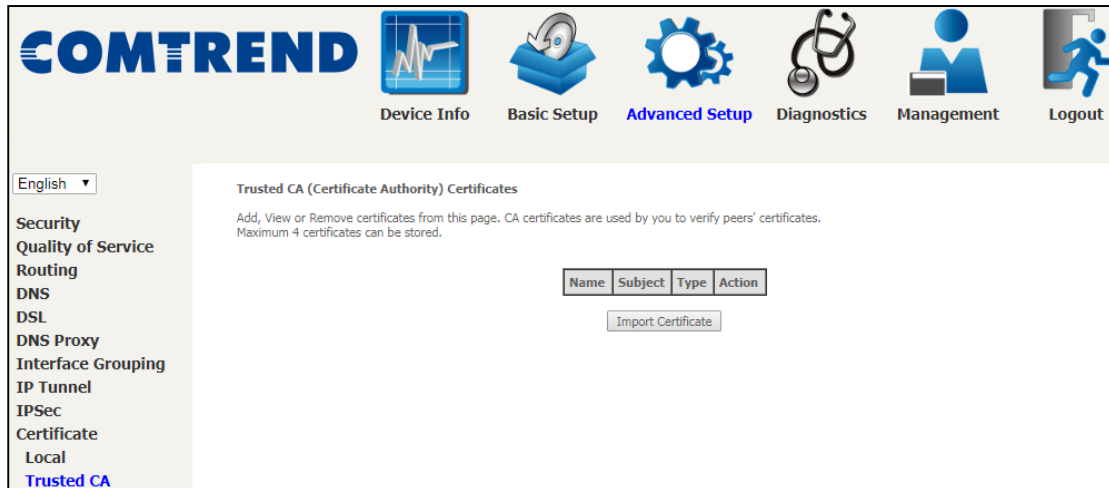 COMTREND
Device Info
Basic Setup
Advanced Setup
Diagnostics
Management
Logout
English
Security
Quality of Service
Routing
DNS
DSL
DNS Proxy
Interface Grouping
IP Tunnel
IPSec
Certificate
Local
Trusted CA
Trusted CA (Certificate Authority) Certificates
Add, View or Remove certificates from this page. CA certificates are used by you to verify peers' certificates.
Maximum 4 certificates can be stored.
Name Subject Type Action
Import Certificate